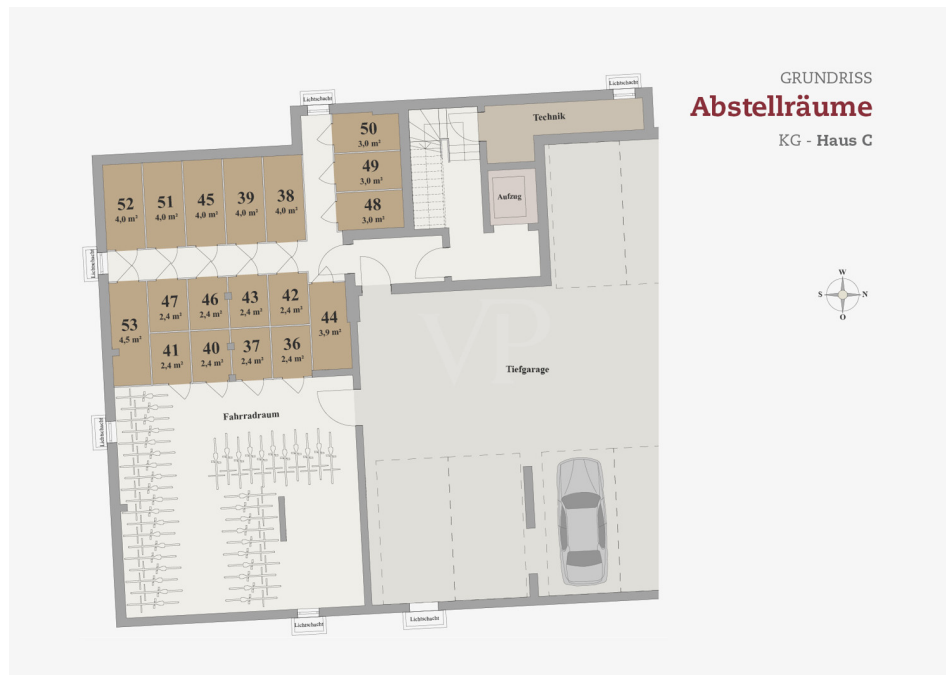 GRUNDRISS
Abstellräume
KG - Haus C
Lichtschacht
Lichtschacht
Technik
50
3,0 m²
49
3,0 m²
48
3,0 m²
Aufzug
52
4,0 m²
51
4,0 m²
45
4,0 m²
39
4,0 m²
38
4,0 m²
Lichtschacht
47
2,4 m²
46
2,4 m²
43
2,4 m²
42
2,4 m²
44
3,9 m²
53
4,5 m²
41
2,4 m²
40
2,4 m²
37
2,4 m²
36
2,4 m²
W
S
N
O
VP
Tiefgarage
Fahrradraum
Lichtschacht
Lichtschacht
Lichtschacht